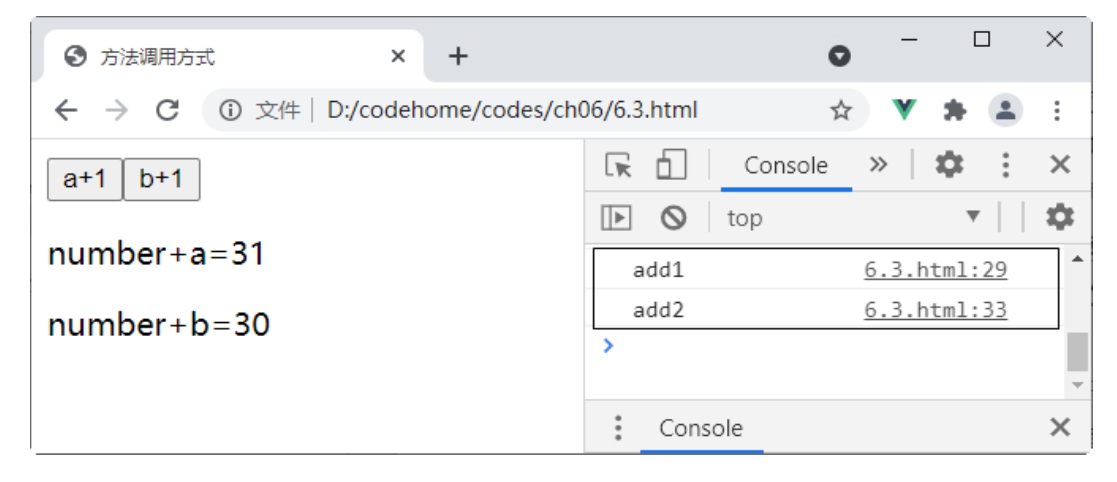 方法调用方式
文件 D:/codehome/codes/ch06/6.3.html
a+1 b+1
number+a=31
number+b=30
Console
top
add1 6.3.html:29
add2 6.3.html:33
Console